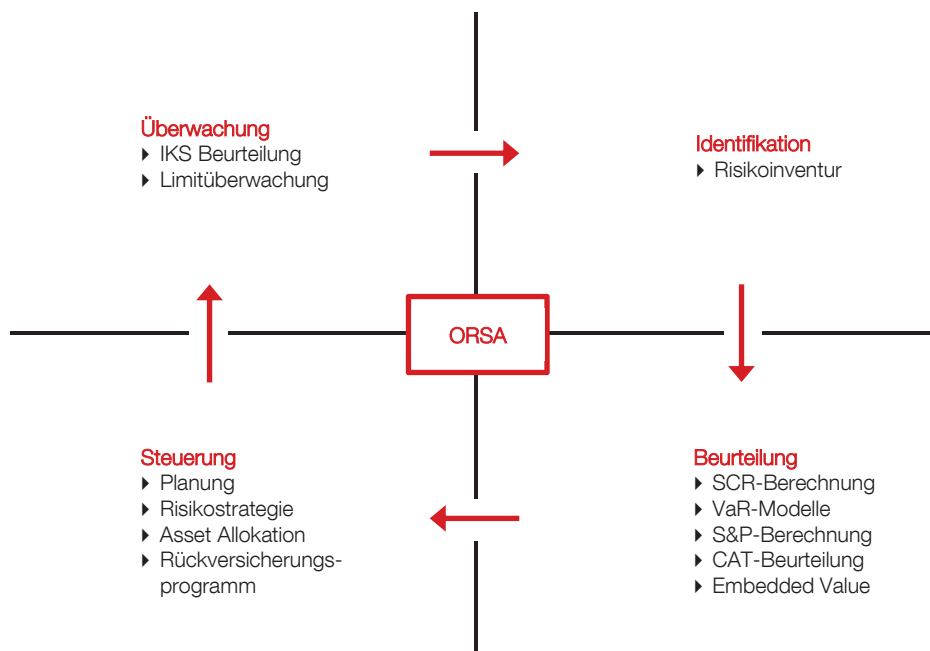 Überwachung
‣ IKS Beurteilung
‣ Limitüberwachung
Identifikation
‣ Risikoinventur
ORSA
Steuerung
‣ Planung
‣ Risikostrategie
‣ Asset Allokation
‣ Rückversicherungs-
programm
Beurteilung
‣ SCR-Berechnung
‣ VaR-Modelle
‣ S&P-Berechnung
‣ CAT-Beurteilung
‣ Embedded Value